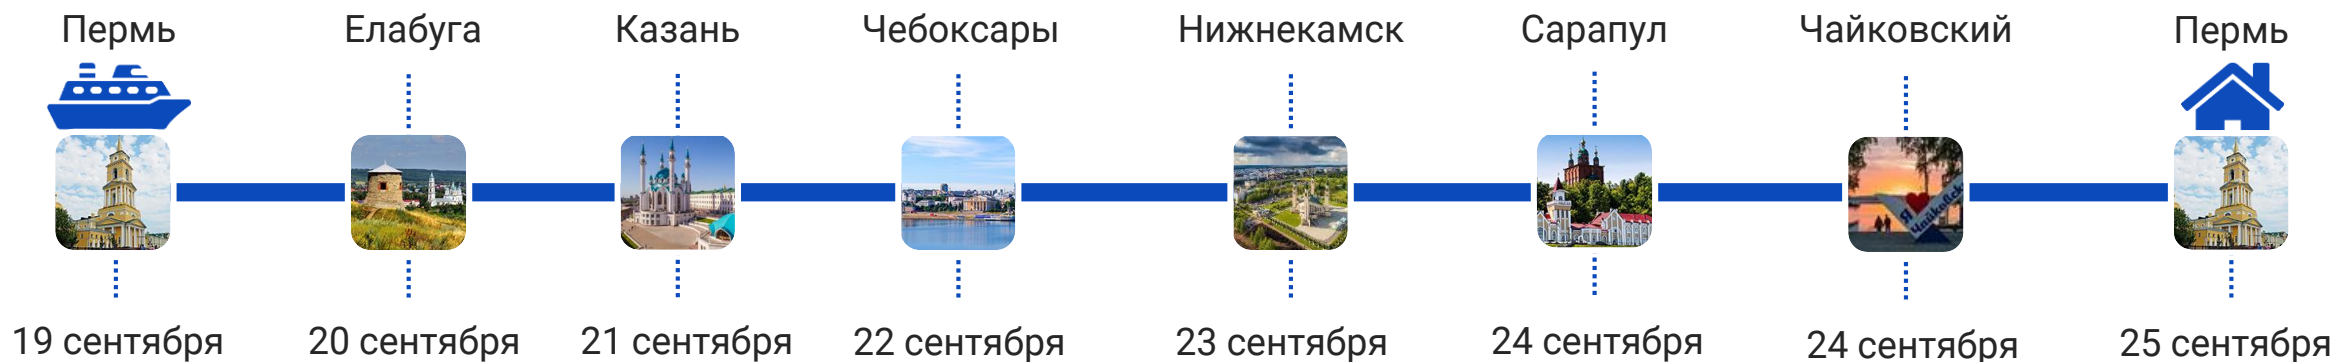 Пермь
Елабуга
Казань
Чебоксары
Нижнекамск
Сарапул
Чайковский
Пермь
Я
Чайковск
19 сентября
20 сентября
21 сентября
22 сентября
23 сентября
24 сентября
24 сентября
25 сентября